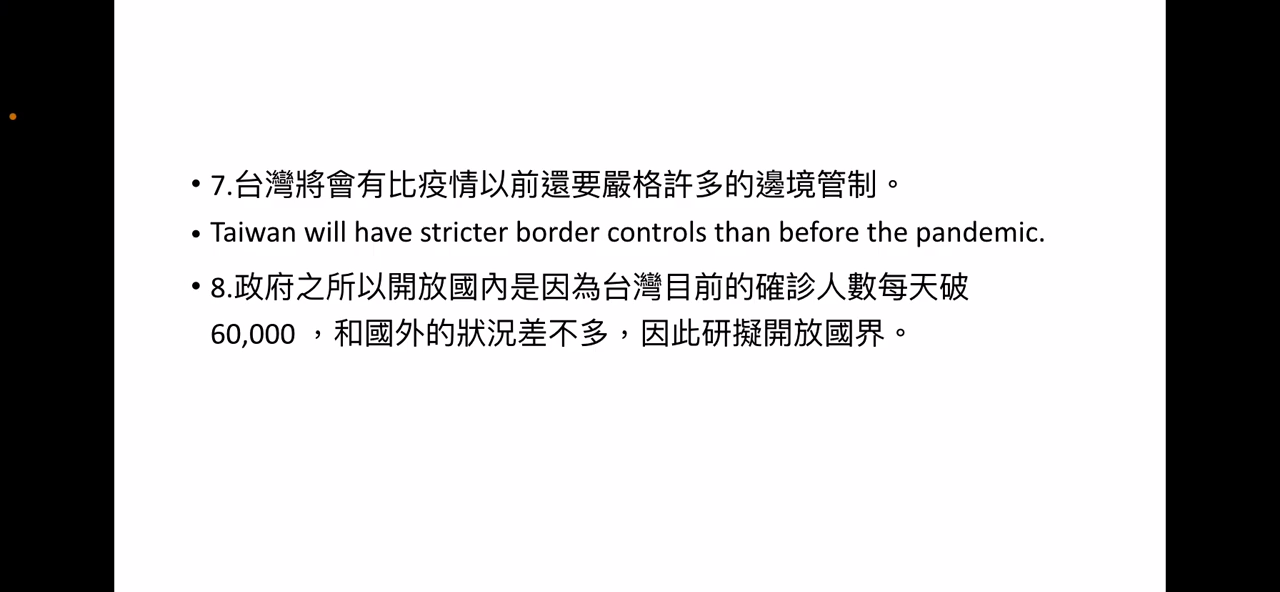 • 7.台灣將會有比疫情以前還要嚴格許多的邊境管制。
• Taiwan will have stricter border controls than before the pandemic.
• 8.政府之所以開放國內是因為台灣目前的確診人數每天破
60,000 ，和國外的狀況差不多，因此研擬開放國界。